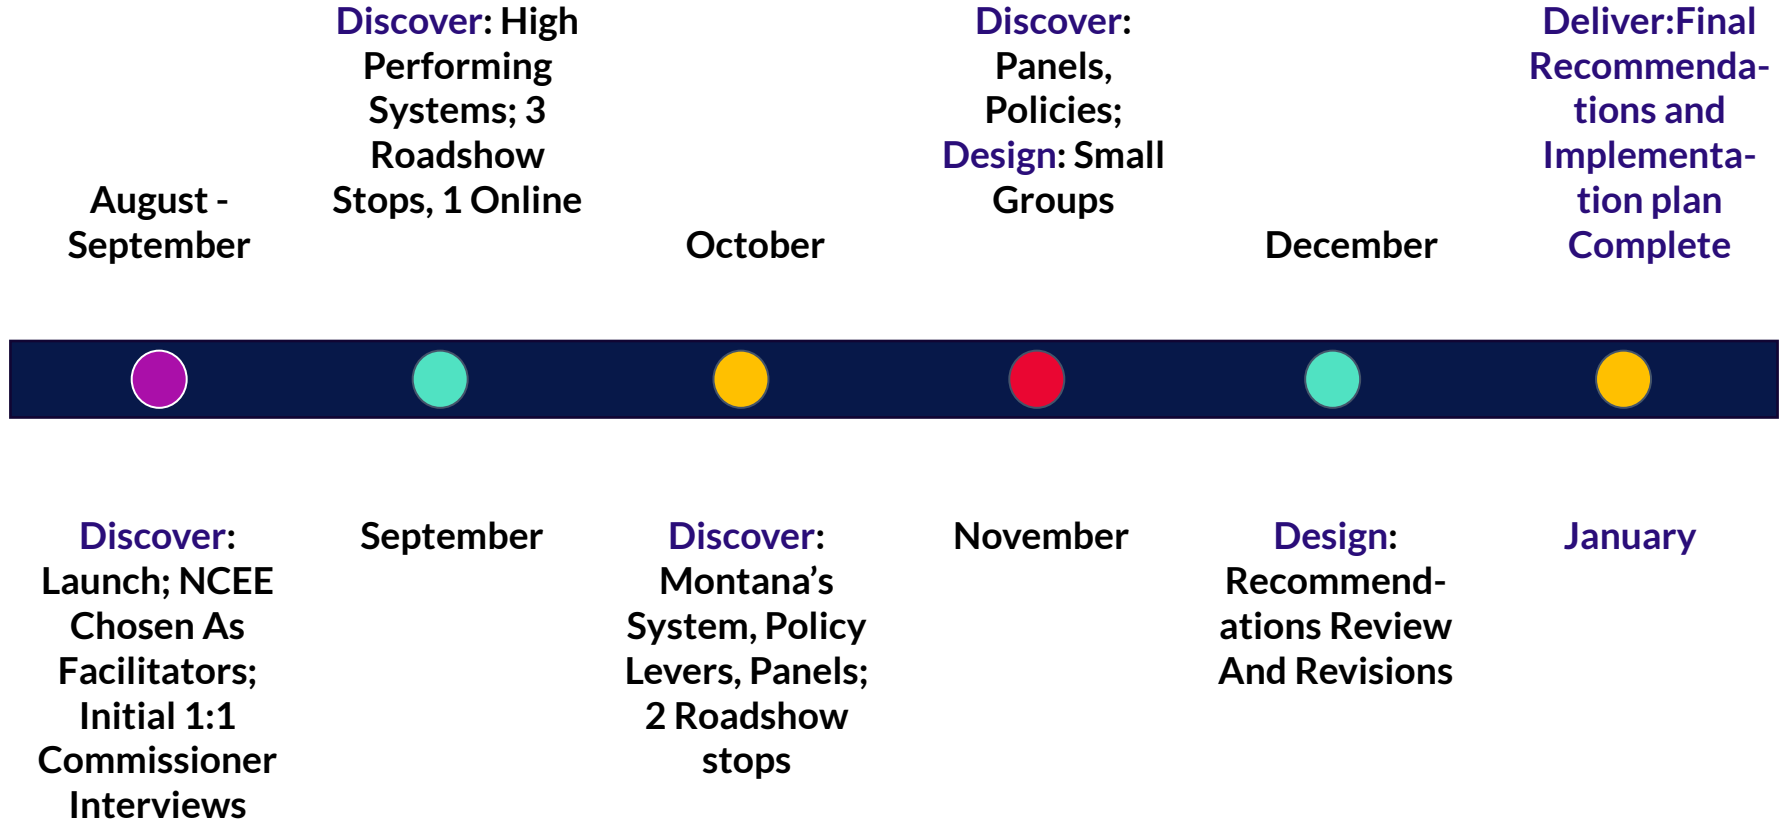 August -
September
Discover:
Launch; NCEE
Chosen As
Facilitators;
Initial 1:1
Commissioner
Interviews
Discover: High
Performing
Systems; 3
Roadshow
Stops, 1 Online
September
October
Discover:
Montana’s
System, Policy
Levers, Panels;
2 Roadshow
stops
Discover:
Panels,
Policies;
Design: Small
Groups
November
December
Design:
Recommend-
ations Review
And Revisions
Deliver:Final
Recommenda-
tions and
Implementa-
tion plan
Complete
January